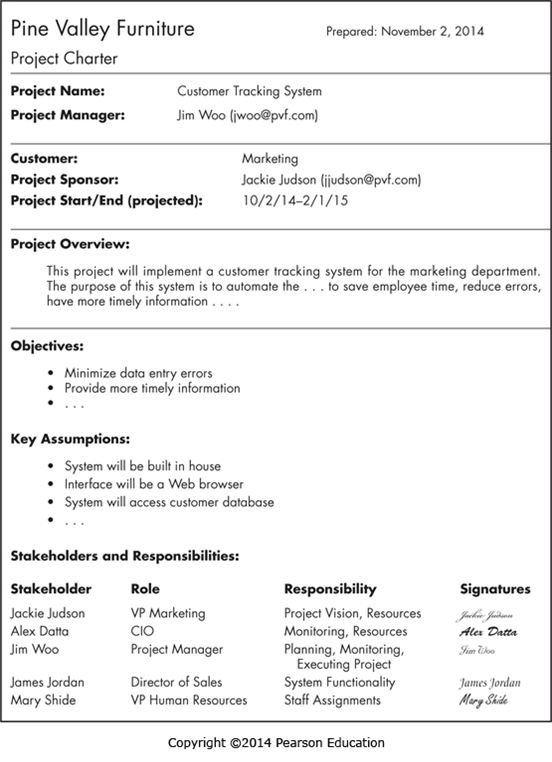 Pine Valley Furniture Prepared: November 2, 2014
Project Charter
Project Name: Customer Tracking System
Project Manager: Jim Woo (jwoo@pvf.com)
Customer: Marketing
Project Sponsor: Jackie Judson (jjudson@pvf.com)
Project Start/End (projected): 10/2/14–2/1/15
Project Overview:
This project will implement a customer tracking system for the marketing department.
The purpose of this system is to automate the . . . to save employee time, reduce errors,
have more timely information . . . .
Objectives:
• Minimize data entry errors
• Provide more timely information
• . . .
Key Assumptions:
• System will be built in house
• Interface will be a Web browser
• System will access customer database
• . . .
Stakeholders and Responsibilities:
Stakeholder Role Responsibility Signatures
Jackie Judson VP Marketing Project Vision, Resources Jackie Judson
Alex Datta CIO Monitoring, Resources Alex Datta
Jim Woo Project Manager Planning, Monitoring, Jim Woo
Executing Project
James Jordan Director of Sales System Functionality James Jordan
Mary Shide VP Human Resources Staff Assignments Mary Shide
Copyright ©2014 Pearson Education